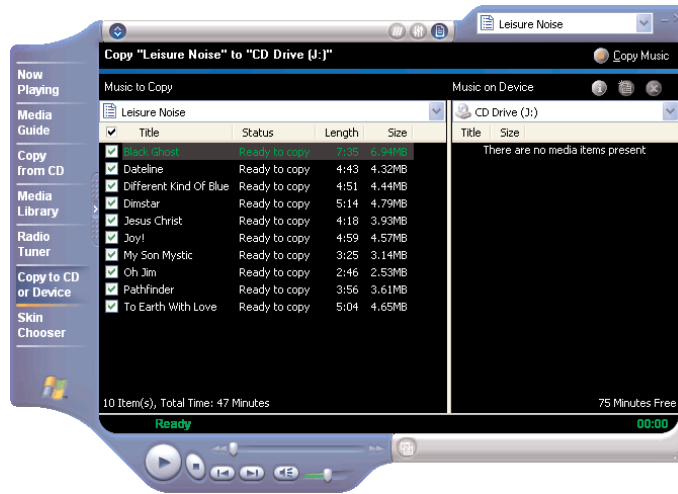 Leisure Noise
Copy "Leisure Noise" to "CD Drive (J:)"
Copy Music
Now
Playing
Media
Guide
Copy
from CD
Media
Library
Radio
Tuner
Copy to CD
or Device
Skin
Chooser
Music to Copy
Music on Device
Leisure Noise
CD Drive (J:)
Title Status Length Size
Title Size
Black Ghost Ready to copy 7:35 6.94MB
There are no media items present
Dateline Ready to copy 4:43 4.32MB
Different Kind Of Blue Ready to copy 4:51 4.44MB
Dimstar Ready to copy 5:14 4.79MB
Jesus Christ Ready to copy 4:18 3.93MB
Joy! Ready to copy 4:59 4.57MB
My Son Mystic Ready to copy 3:25 3.14MB
Oh Jim Ready to copy 2:46 2.53MB
Pathfinder Ready to copy 3:56 3.61MB
To Earth With Love Ready to copy 5:04 4.65MB
10 Item(s), Total Time: 47 Minutes
75 Minutes Free
Ready
00:00